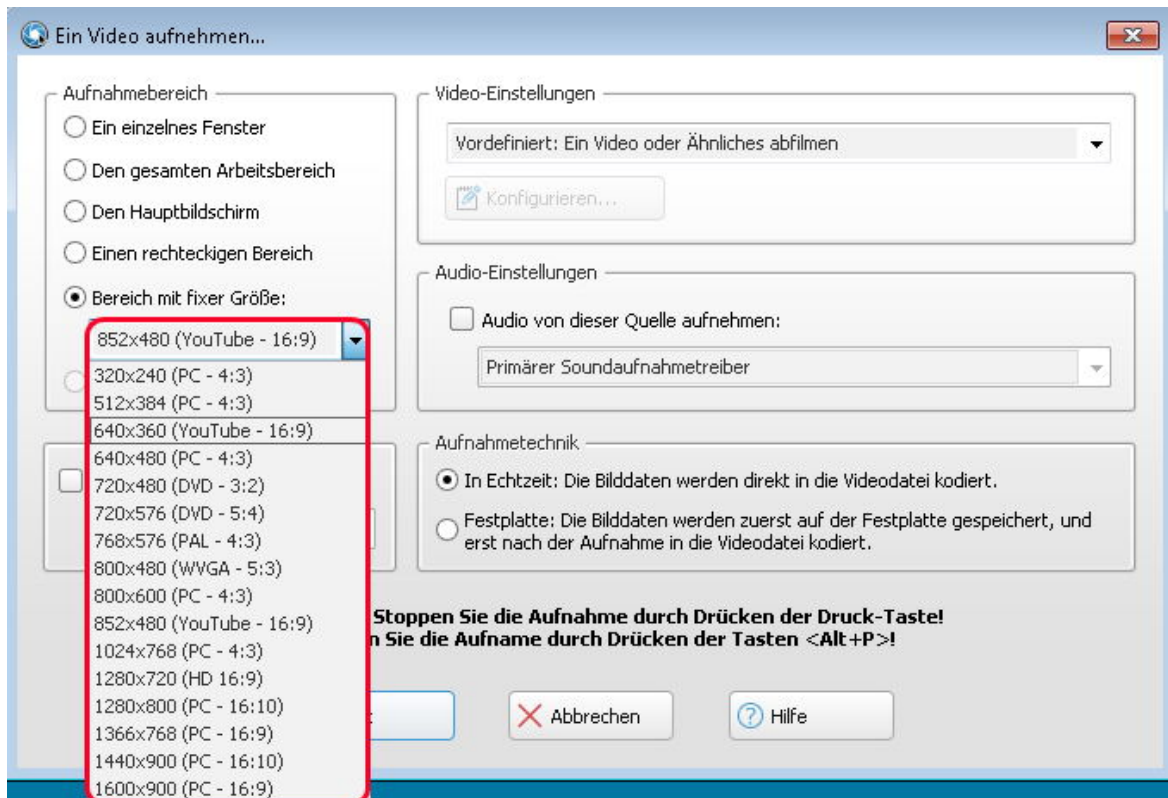 Ein Video aufnehmen...
Aufnahmebereich
Ein einzelnes Fenster
Den gesamten Arbeitsbereich
Den Hauptbildschirm
Einen rechteckigen Bereich
Bereich mit fixer Größe:
852x480 (YouTube - 16:9)
320x240 (PC - 4:3)
512x384 (PC - 4:3)
640x360 (YouTube - 16:9)
640x480 (PC - 4:3)
720x480 (DVD - 3:2)
720x576 (DVD - 5:4)
768x576 (PAL - 4:3)
800x480 (WVGA - 5:3)
800x600 (PC - 4:3)
852x480 (YouTube - 16:9)
1024x768 (PC - 4:3)
1280x720 (HD 16:9)
1280x800 (PC - 16:10)
1366x768 (PC - 16:9)
1440x900 (PC - 16:10)
1600x900 (PC - 16:9)
Video-Einstellungen
Vordefiniert: Ein Video oder Ähnliches abfilmen
Konfigurieren...
Audio-Einstellungen
Audio von dieser Quelle aufnehmen:
Primärer Soundaufnahmetreiber
Aufnahmetechnik
In Echtzeit: Die Bilddaten werden direkt in die Videodatei kodiert.
Festplatte: Die Bilddaten werden zuerst auf der Festplatte gespeichert, und
erst nach der Aufnahme in die Videodatei kodiert.
Stoppen Sie die Aufnahme durch Drücken der Druck-Taste!
Sie die Aufname durch Drücken der Tasten <Alt+P>!
Abbrechen
Hilfe